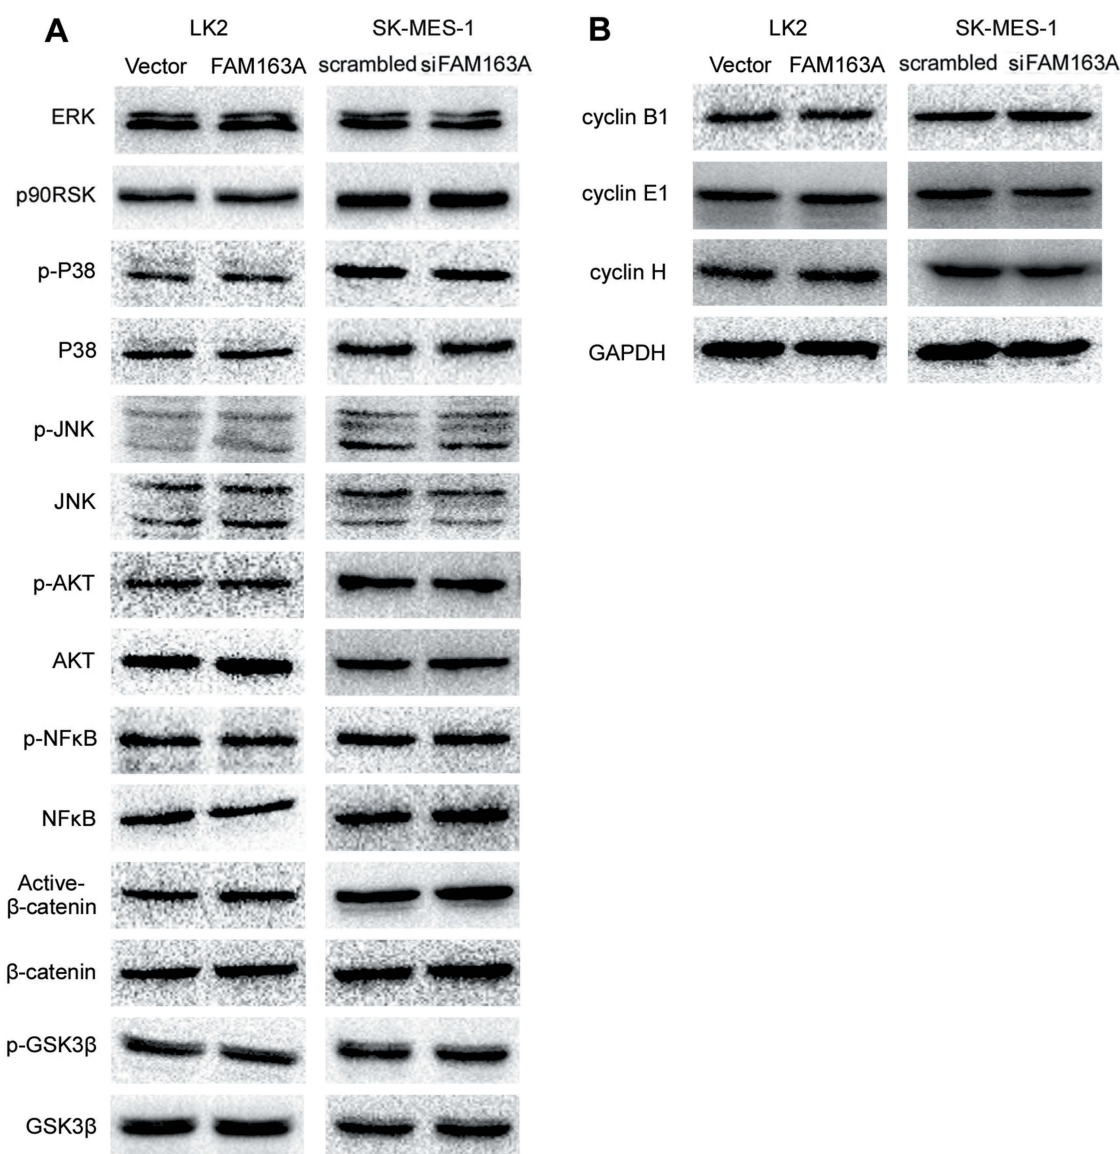 A
LK2 SK-MES-1
Vector FAM163A scrambled siFAM163A
ERK
p90RSK
p-P38
P38
p-JNK
JNK
p-AKT
AKT
p-NFκB
NFκB
Active-
β-catenin
β-catenin
p-GSK3β
GSK3β
B
LK2 SK-MES-1
Vector FAM163A scrambled siFAM163A
cyclin B1
cyclin E1
cyclin H
GAPDH